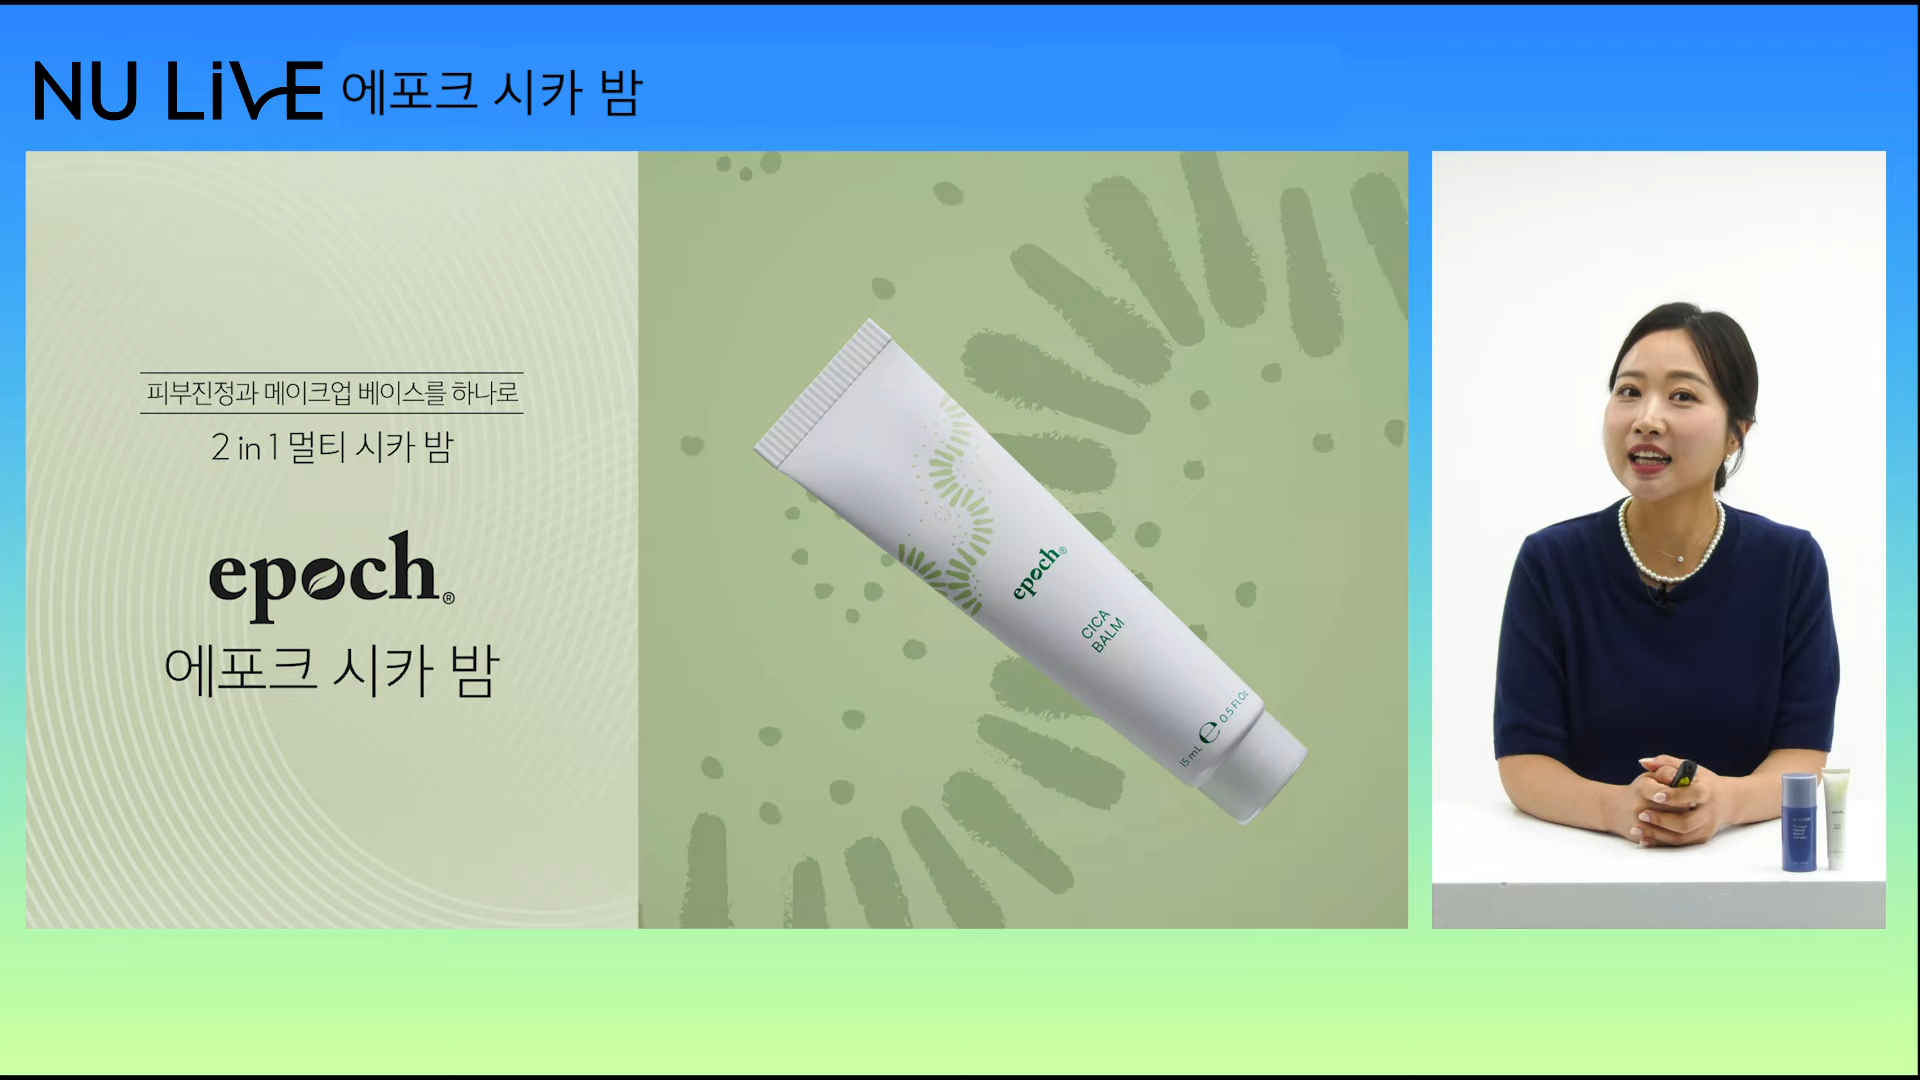 NU LIVE 에포크 시카 밤
피부진정과 메이크업 베이스를 하나로
2 in 1 멀티 시카 밤
epoch®
에포크 시카 밤
epoch®
CICA
BALM
15 mL e 0.5 Fl Oz
epoch